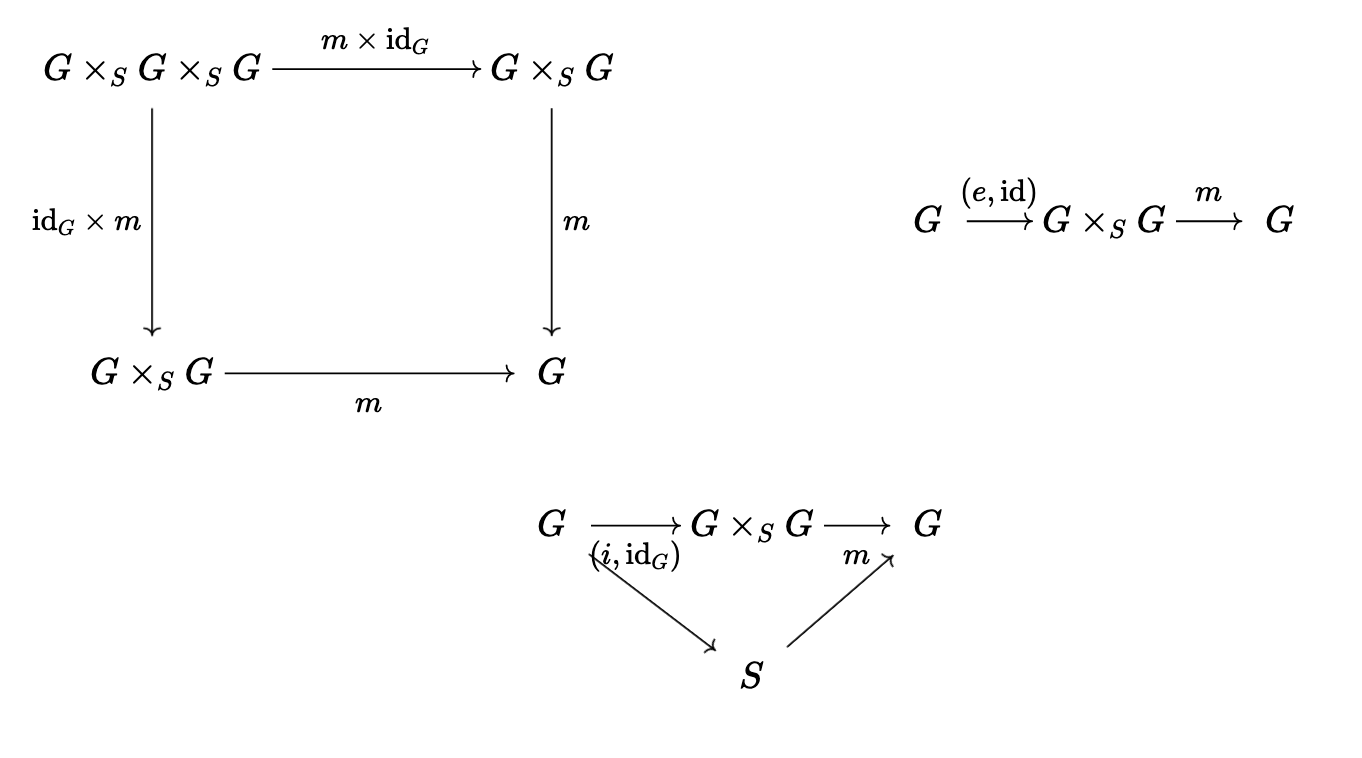 m × id_G
G ×_S G ×_S G G ×_S G
(e, id) m
id_G × m m G G ×_S G G
G ×_S G G
m
G G ×_S G G
(i, id_G) m
S